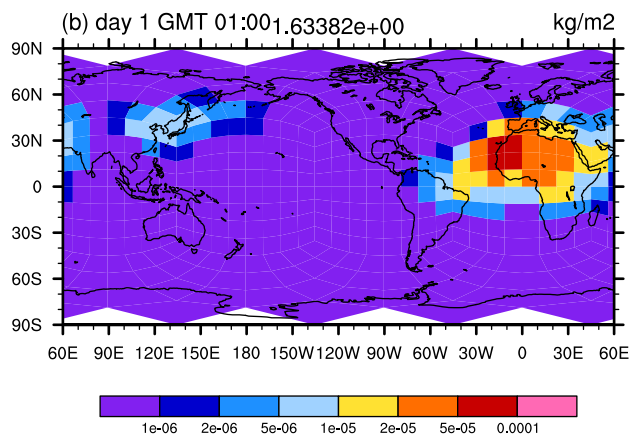 (b) day 1 GMT 01:00 1.63382e+00 kg/m2
90N
60N
30N
0
30S
60S
90S
60E 90E 120E 150E 180 150W 120W 90W 60W 30W 0 30E 60E
1e-06 2e-06 5e-06 1e-05 2e-05 5e-05 0.0001